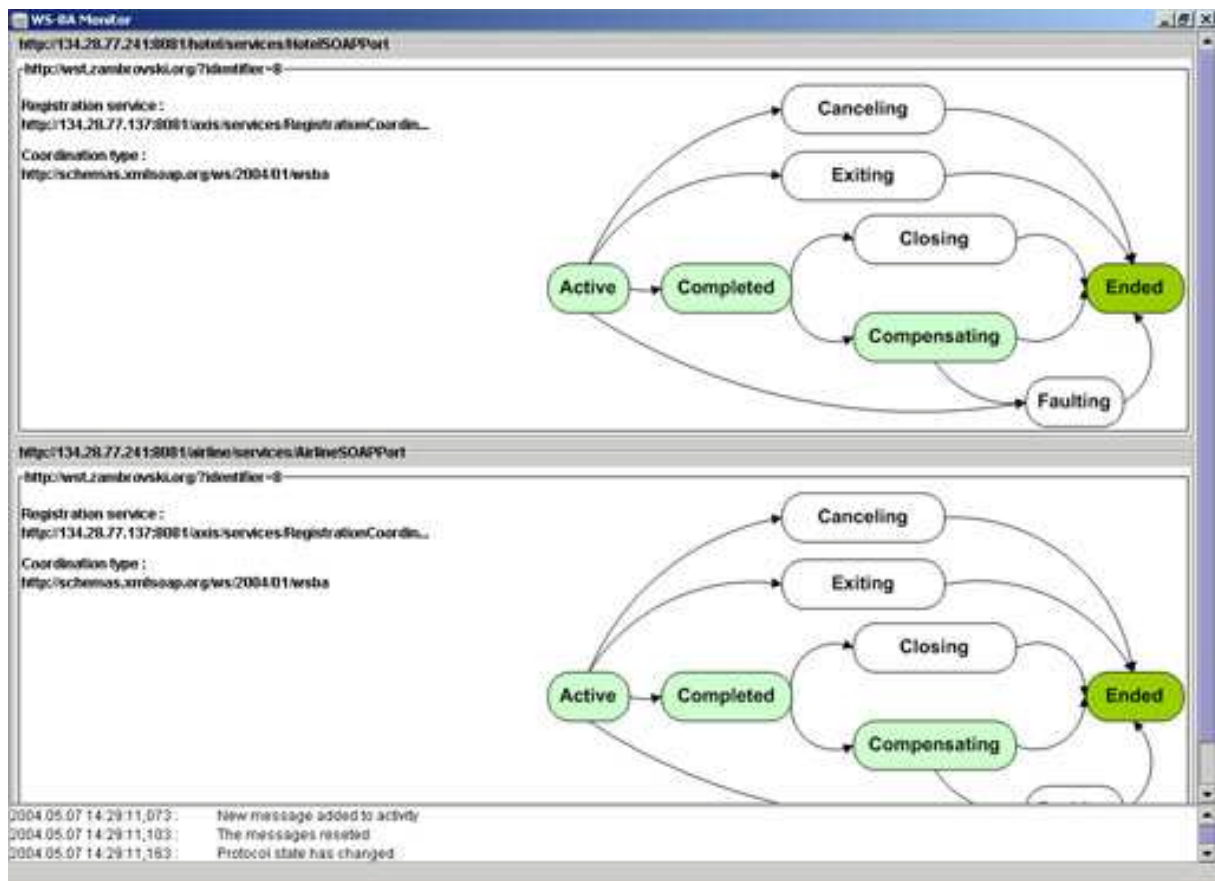 WS-BA Monitor
http://134.28.77.241:8081/hotel/services/HotelSOAPPort
http://wst.zambrovski.org/?identifier=8
Registration service :
http://134.28.77.137:8081/axis/services/RegistrationCoordin...
Coordination type :
http://schemas.xmlsoap.org/ws/2004/01/wsba
Canceling
Exiting
Closing
Active
Completed
Ended
Compensating
Faulting
http://134.28.77.241:8081/airline/services/AirlineSOAPPort
http://wst.zambrovski.org/?identifier=8
Registration service :
http://134.28.77.137:8081/axis/services/RegistrationCoordin...
Coordination type :
http://schemas.xmlsoap.org/ws/2004/01/wsba
Canceling
Exiting
Closing
Active
Completed
Ended
Compensating
2004.05.07 14:29:11,073 : New message added to activity
2004.05.07 14:29:11,103 : The messages reseted
2004.05.07 14:29:11,163 : Protocol state has changed